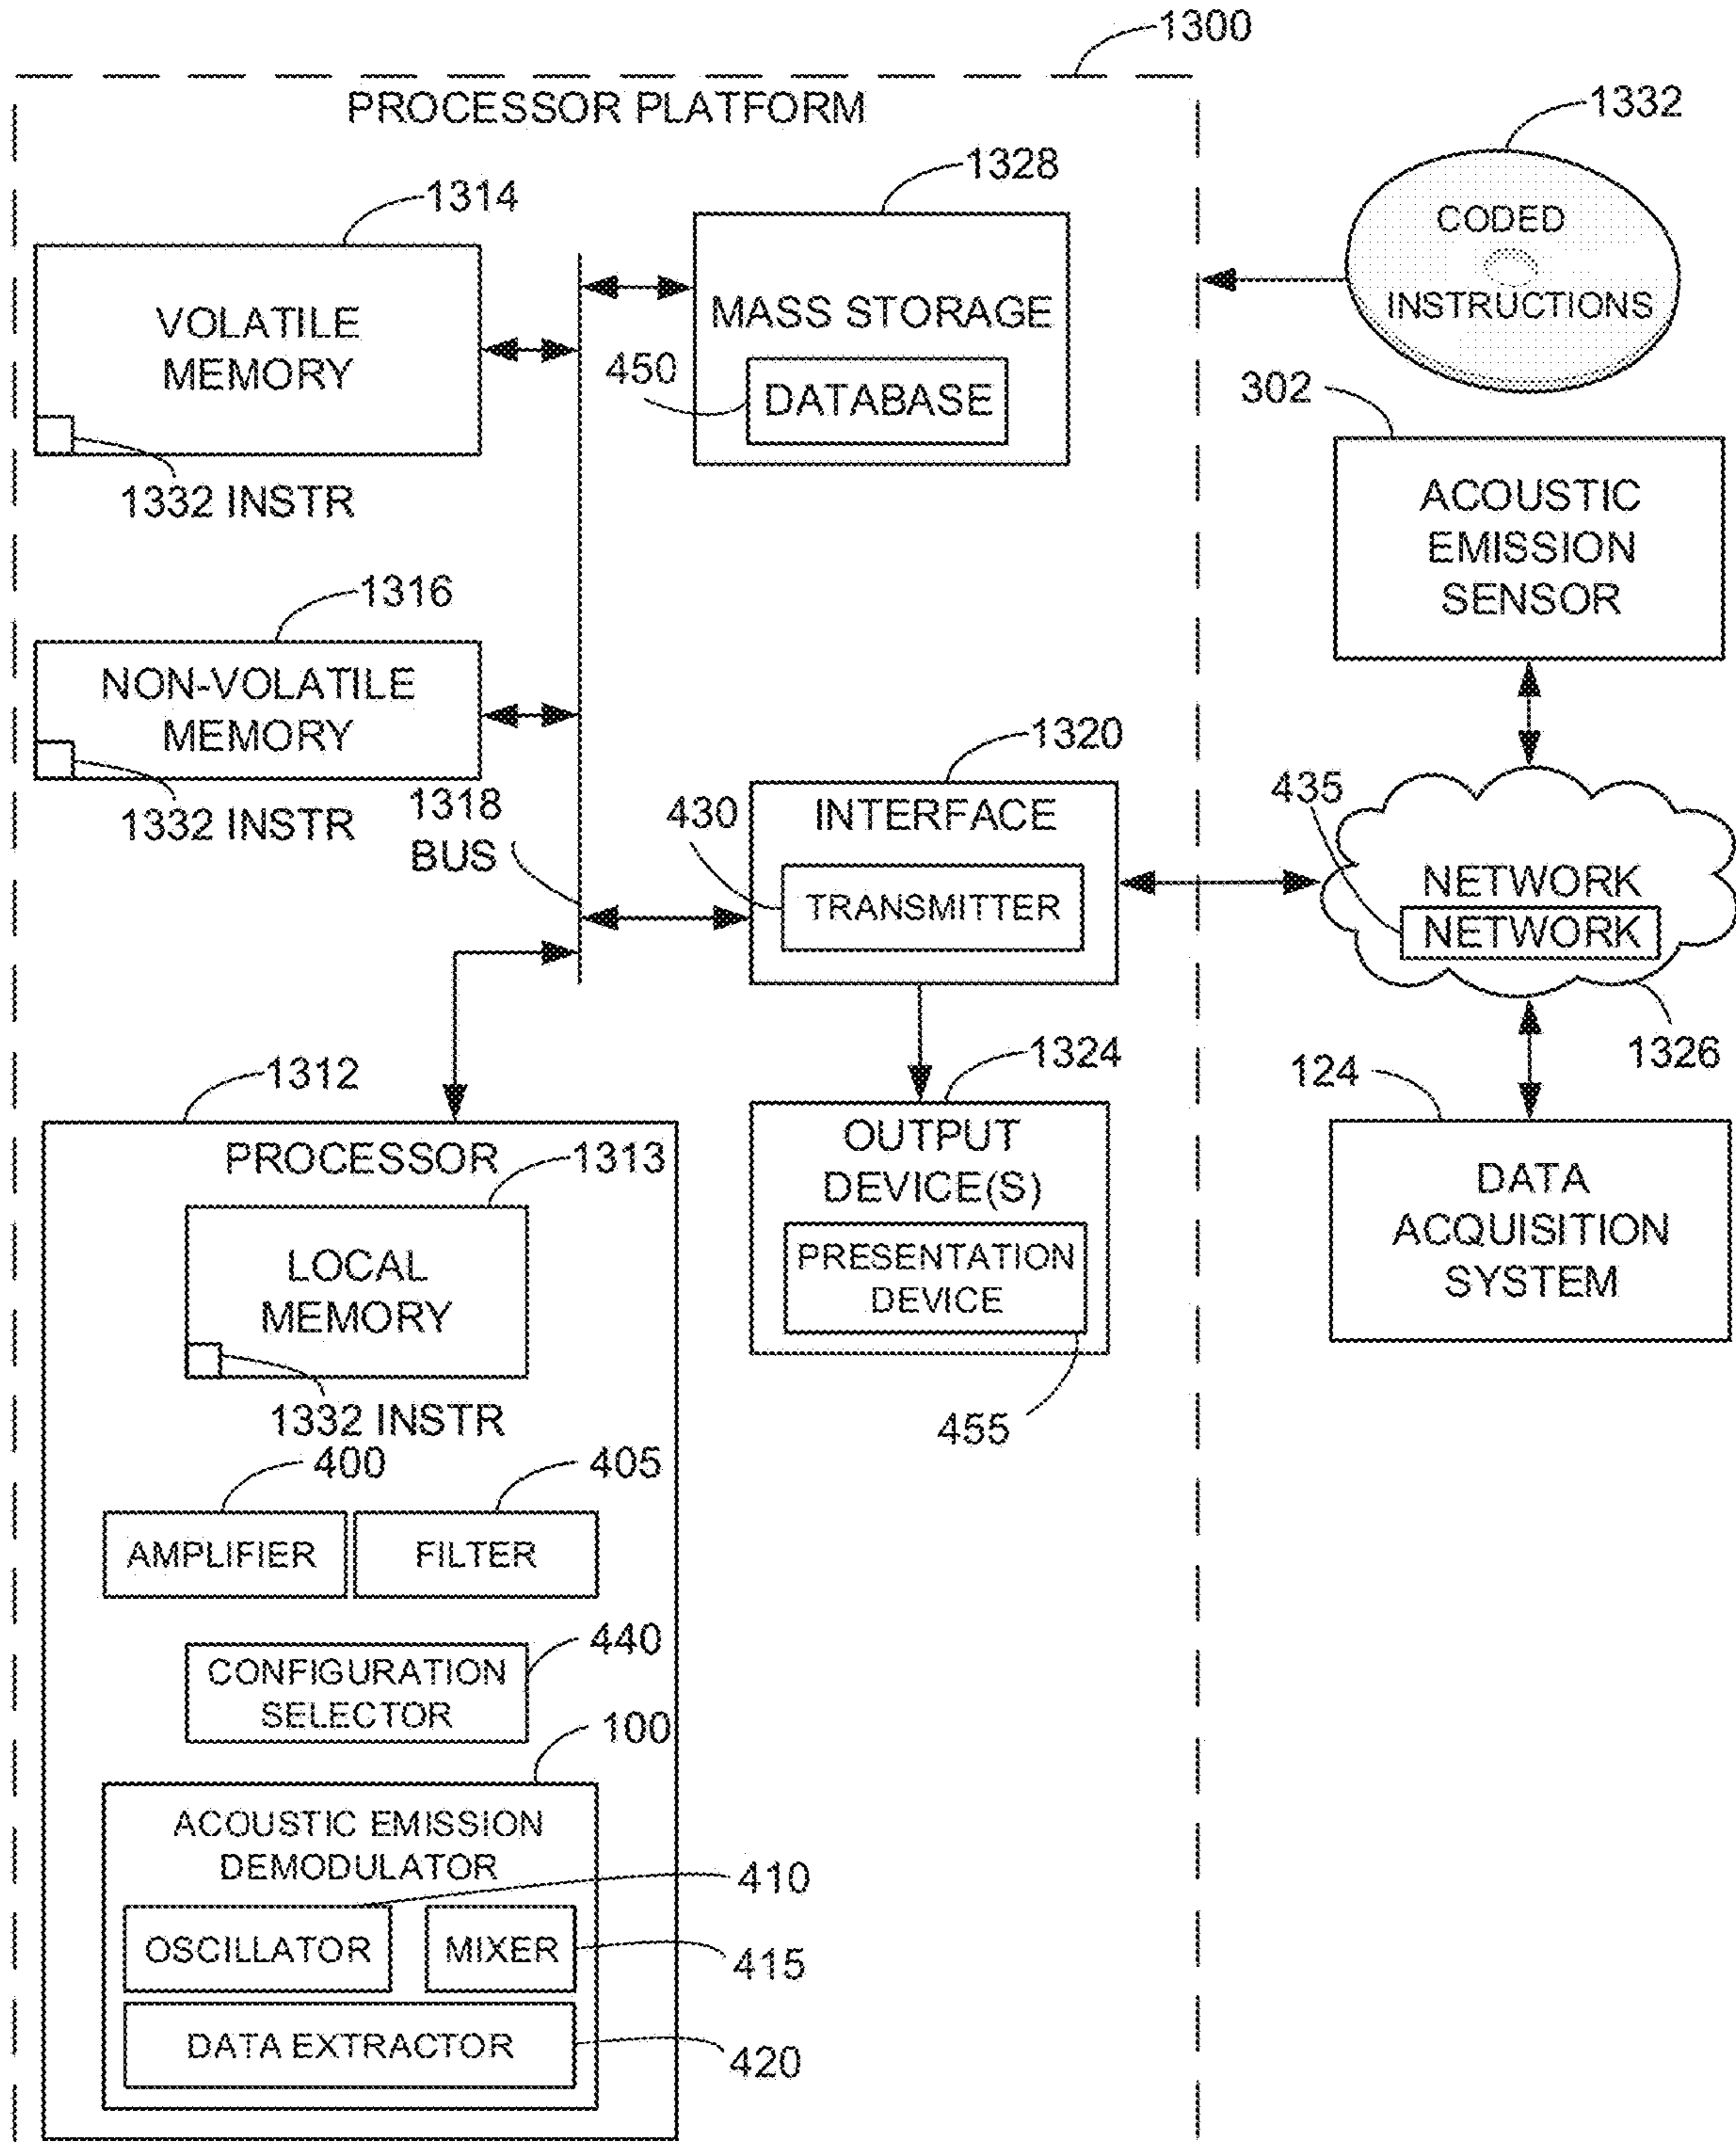 1300
PROCESSOR PLATFORM
1332
1328
1314
CODED
INSTRUCTIONS
VOLATILE
MEMORY
MASS STORAGE
450
DATABASE
302
1332 INSTR
ACOUSTIC
EMISSION
SENSOR
1316
NON-VOLATILE
MEMORY
1332 INSTR
1318
BUS
1320
430
INTERFACE
TRANSMITTER
435
NETWORK
NETWORK
1326
1312
1324
124
PROCESSOR
1313
OUTPUT
DEVICE(S)
PRESENTATION
DEVICE
455
DATA
ACQUISITION
SYSTEM
LOCAL
MEMORY
1332 INSTR
400
405
AMPLIFIER
FILTER
440
CONFIGURATION
SELECTOR
100
ACOUSTIC EMISSION
DEMODULATOR
410
OSCILLATOR
MIXER
415
DATA EXTRACTOR
420